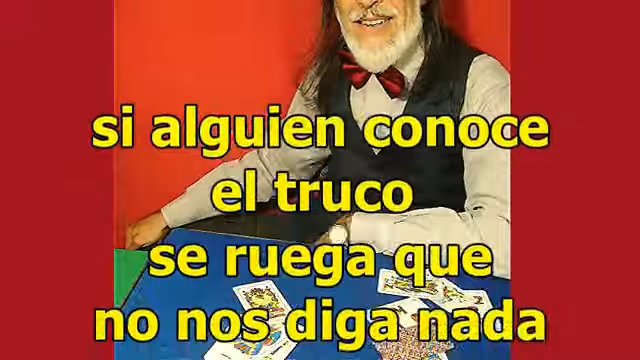 si alguien conoce
el truco
se ruega que
no nos diga nada